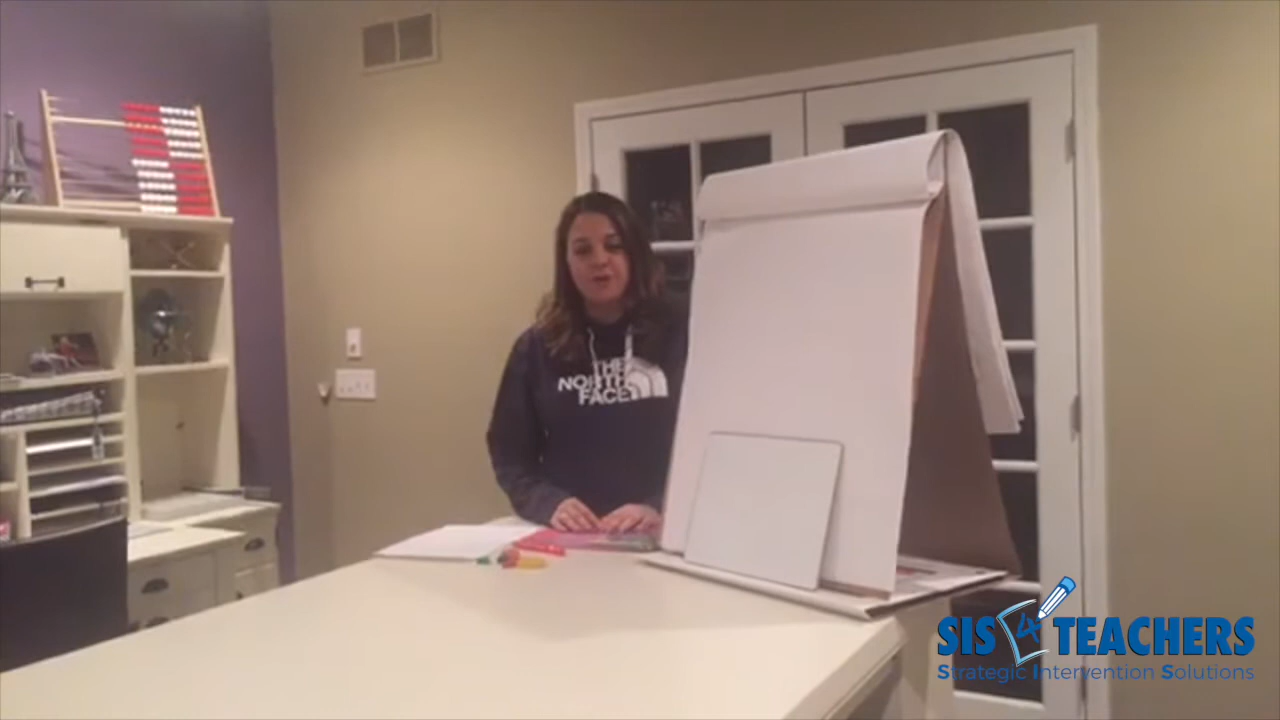 THE
NORTH
FACE
SIS 4 TEACHERS
Strategic Intervention Solutions